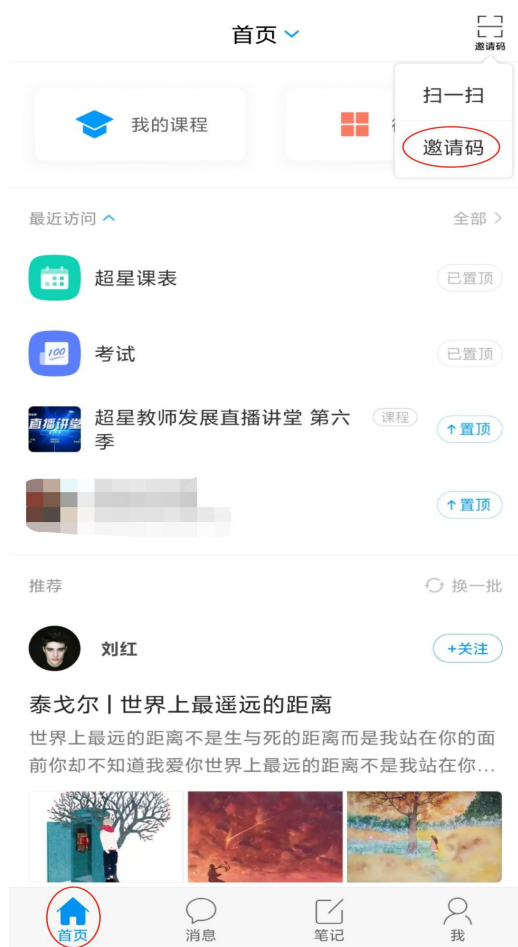 首页
邀请码
扫一扫
邀请码
我的课程
最近访问
全部
超星课表
已置顶
100
考试
已置顶
直播讲堂
超星教师发展直播讲堂 第六
季
课程
置顶
置顶
推荐
换一批
刘红
+关注
泰戈尔丨世界上最遥远的距离
世界上最远的距离不是生与死的距离而是我站在你的面
前你却不知道我爱你世界上最远的距离不是我站在你...
首页
消息
笔记
我